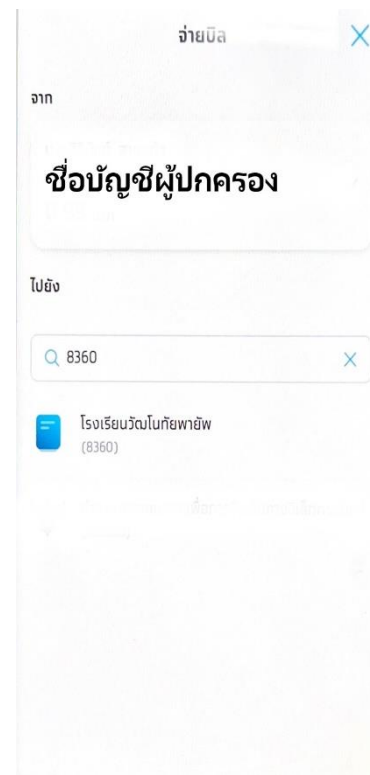 จ่ายบิล
จาก
ชื่อบัญชีผู้ปกครอง
ไปยัง
8360
โรงเรียนวัฒโนทัยพายัพ
(8360)